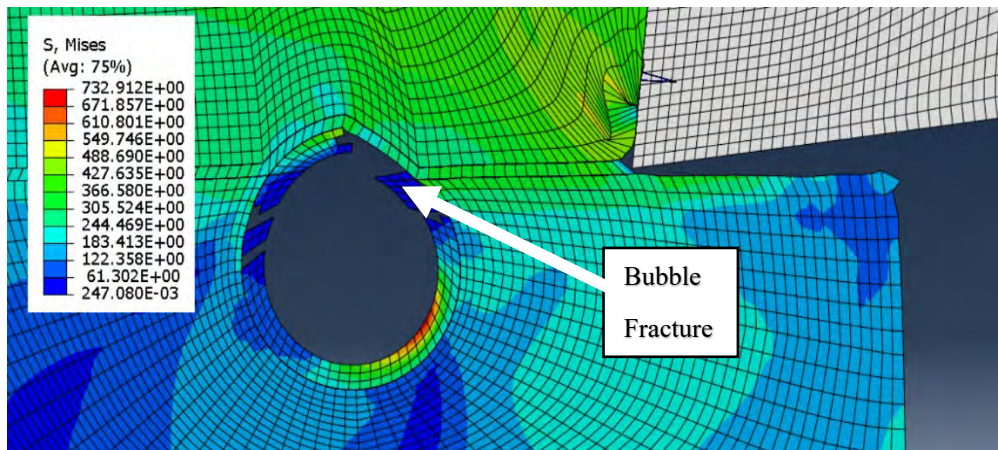 S, Mises
(Avg: 75%)
732.912E+00
671.857E+00
610.801E+00
549.746E+00
488.690E+00
427.635E+00
366.580E+00
305.524E+00
244.469E+00
183.413E+00
122.358E+00
61.302E+00
247.080E-03
Bubble
Fracture